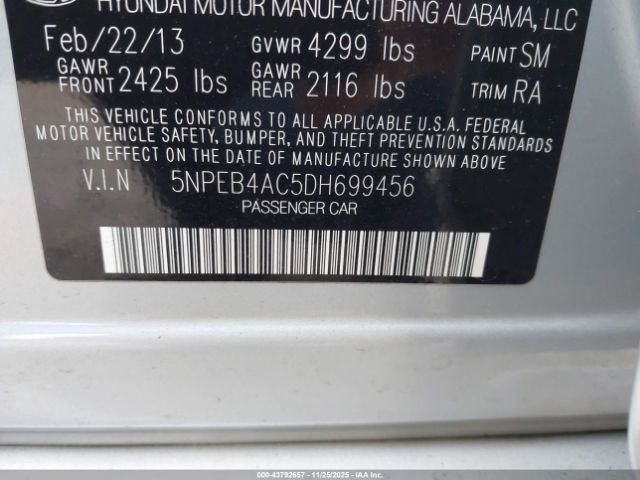 HYUNDAI MOTOR MANUFACTURING ALABAMA, LLC
Feb/22/13 GVWR 4299 lbs PAINT SM
GAWR FRONT 2425 lbs GAWR REAR 2116 lbs TRIM RA
THIS VEHICLE CONFORMS TO ALL APPLICABLE U.S.A. FEDERAL
MOTOR VEHICLE SAFETY, BUMPER, AND THEFT PREVENTION
STANDARDS IN EFFECT ON THE DATE OF MANUFACTURE SHOWN ABOVE.
V.I.N 5NPEB4AC5DH699456
PASSENGER CAR
000-43792657 - 11/25/2025 - IAAI.com